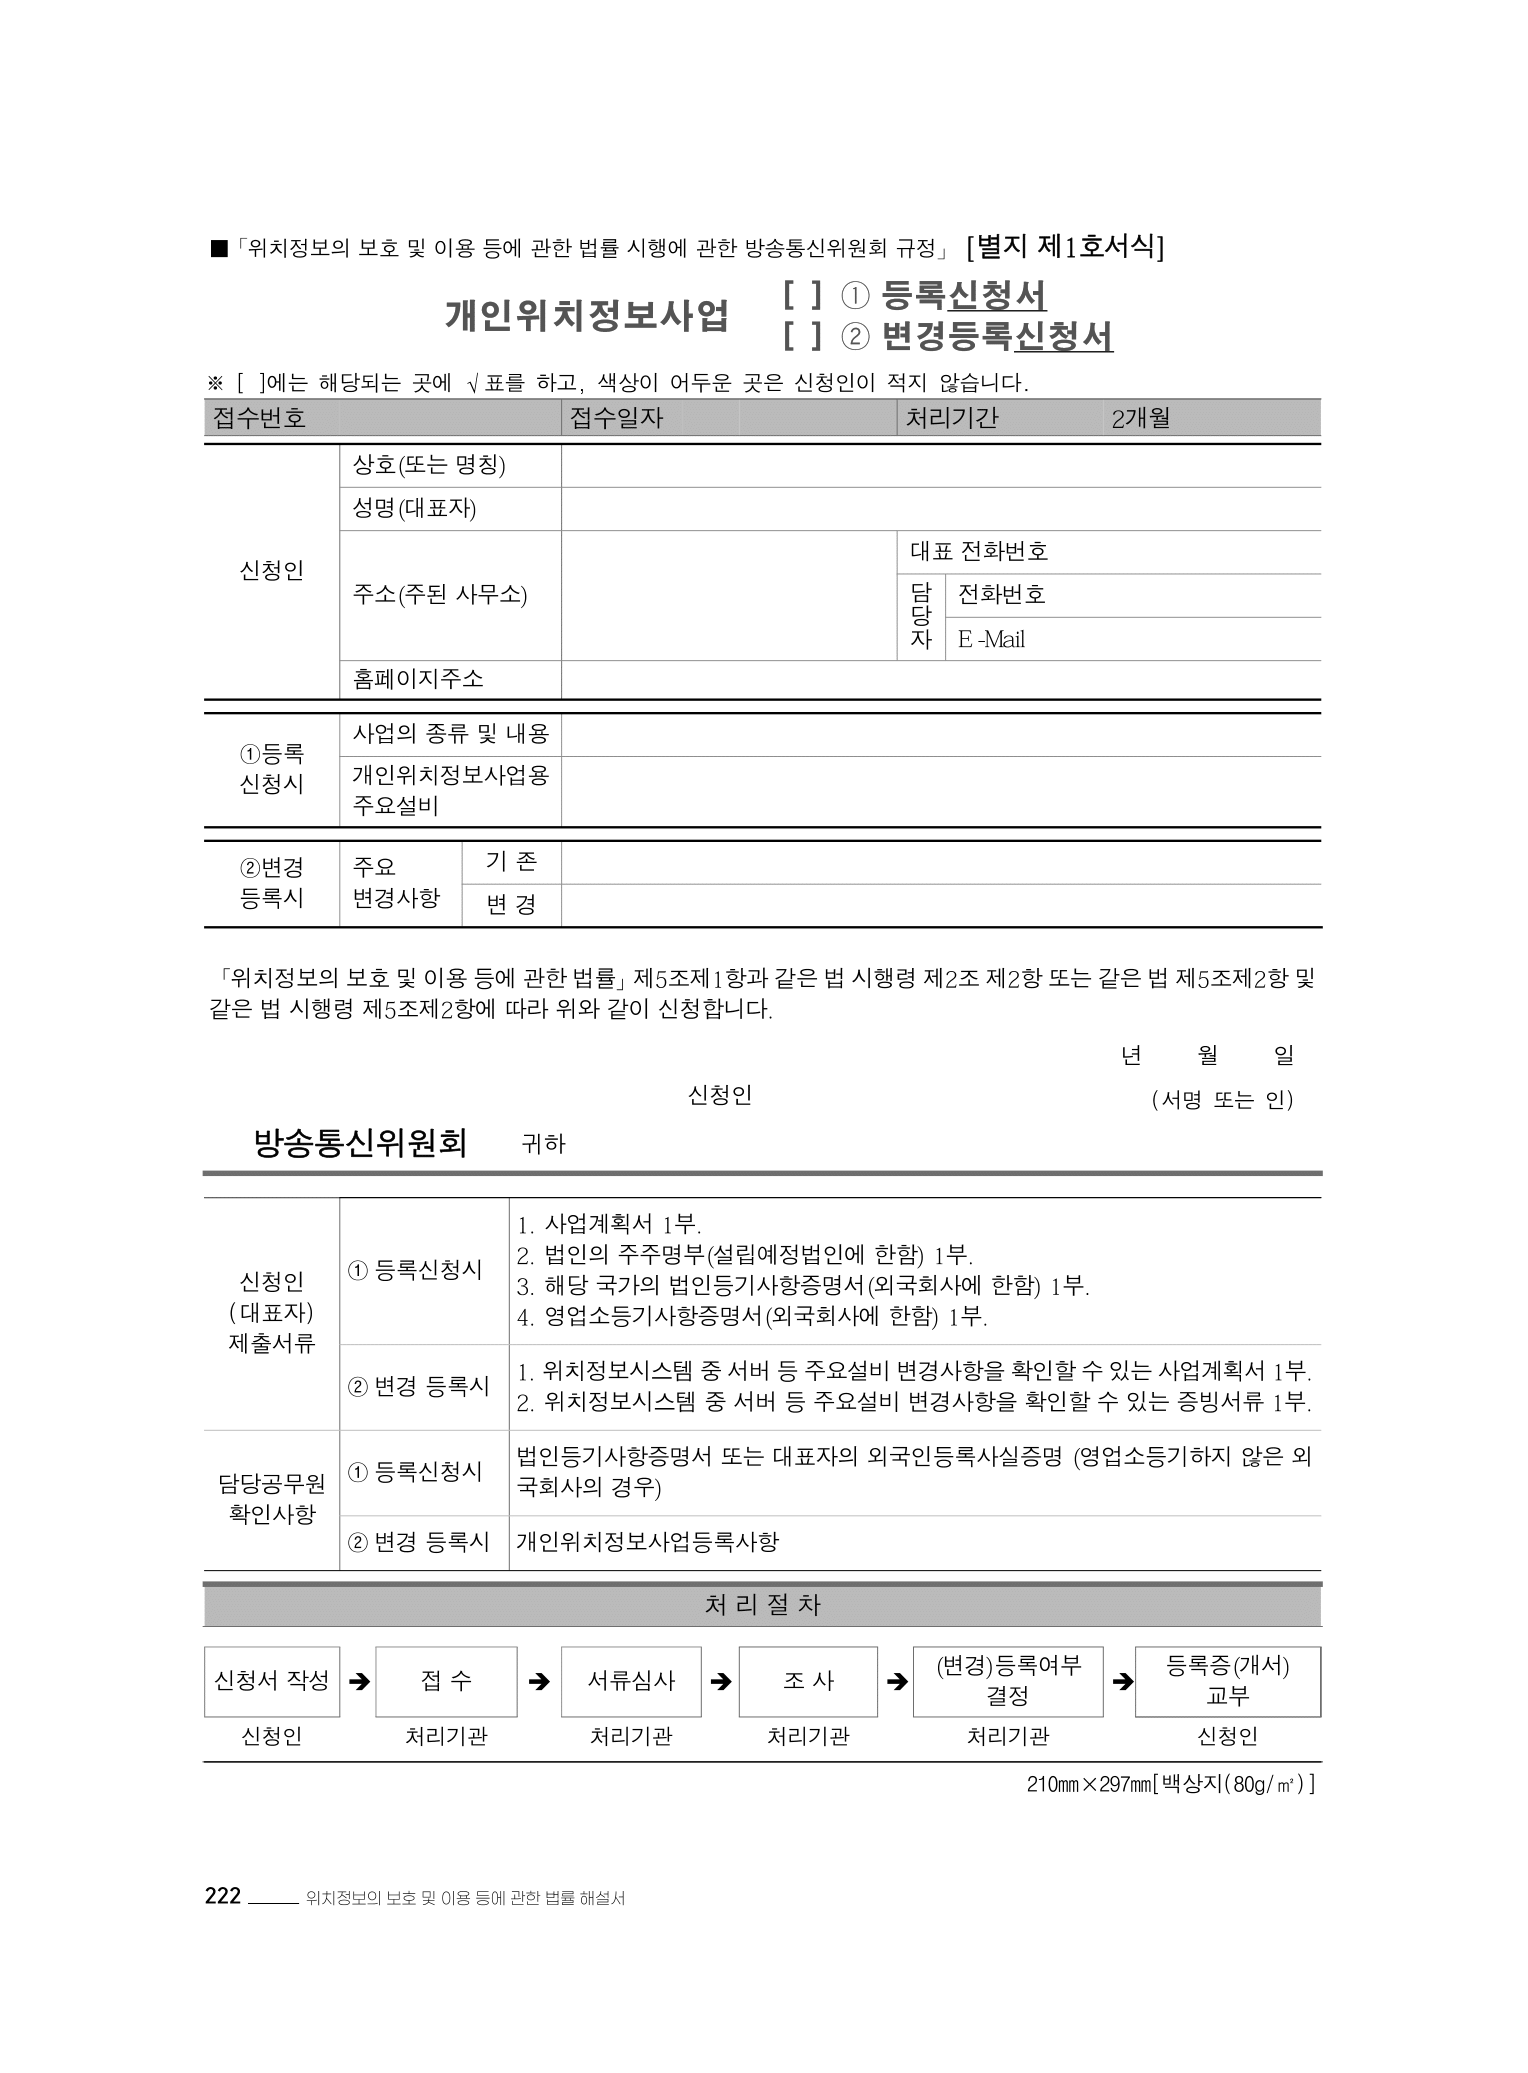 ■「위치정보의 보호 및 이용 등에 관한 법률 시행에 관한 방송통신위원회 규정」 [별지 제1호서식]
개인위치정보사업
[ ] ① 등록신청서
[ ] ② 변경등록신청서
※ [ ]에는 해당되는 곳에 √표를 하고, 색상이 어두운 곳은 신청인이 적지 않습니다.
접수번호 접수일자 처리기간 2개월
신청인
상호(또는 명칭)
성명(대표자)
주소(주된 사무소)
대표 전화번호
담당자
전화번호
E-Mail
홈페이지주소
①등록
신청시
사업의 종류 및 내용
개인위치정보사업용
주요설비
②변경
등록시
주요
변경사항
기 존
변 경
「위치정보의 보호 및 이용 등에 관한 법률」제5조제1항과 같은 법 시행령 제2조 제2항 또는 같은 법 제5조제2항 및
같은 법 시행령 제5조제2항에 따라 위와 같이 신청합니다.
년 월 일
신청인 (서명 또는 인)
방송통신위원회 귀하
신청인
(대표자)
제출서류
① 등록신청시
1. 사업계획서 1부.
2. 법인의 주주명부(설립예정법인에 한함) 1부.
3. 해당 국가의 법인등기사항증명서(외국회사에 한함) 1부.
4. 영업소등기사항증명서(외국회사에 한함) 1부.
② 변경 등록시
1. 위치정보시스템 중 서버 등 주요설비 변경사항을 확인할 수 있는 사업계획서 1부.
2. 위치정보시스템 중 서버 등 주요설비 변경사항을 확인할 수 있는 증빙서류 1부.
담당공무원
확인사항
① 등록신청시
법인등기사항증명서 또는 대표자의 외국인등록사실증명 (영업소등기하지 않은 외
국회사의 경우)
② 변경 등록시
개인위치정보사업등록사항
처 리 절 차
신청서 작성 ➔ 접 수 ➔ 서류심사 ➔ 조 사 ➔ (변경)등록여부 결정 ➔ 등록증(개서) 교부
신청인 처리기관 처리기관 처리기관 처리기관 신청인
210㎜×297㎜[백상지(80g/㎡)]
222 위치정보의 보호 및 이용 등에 관한 법률 해설서